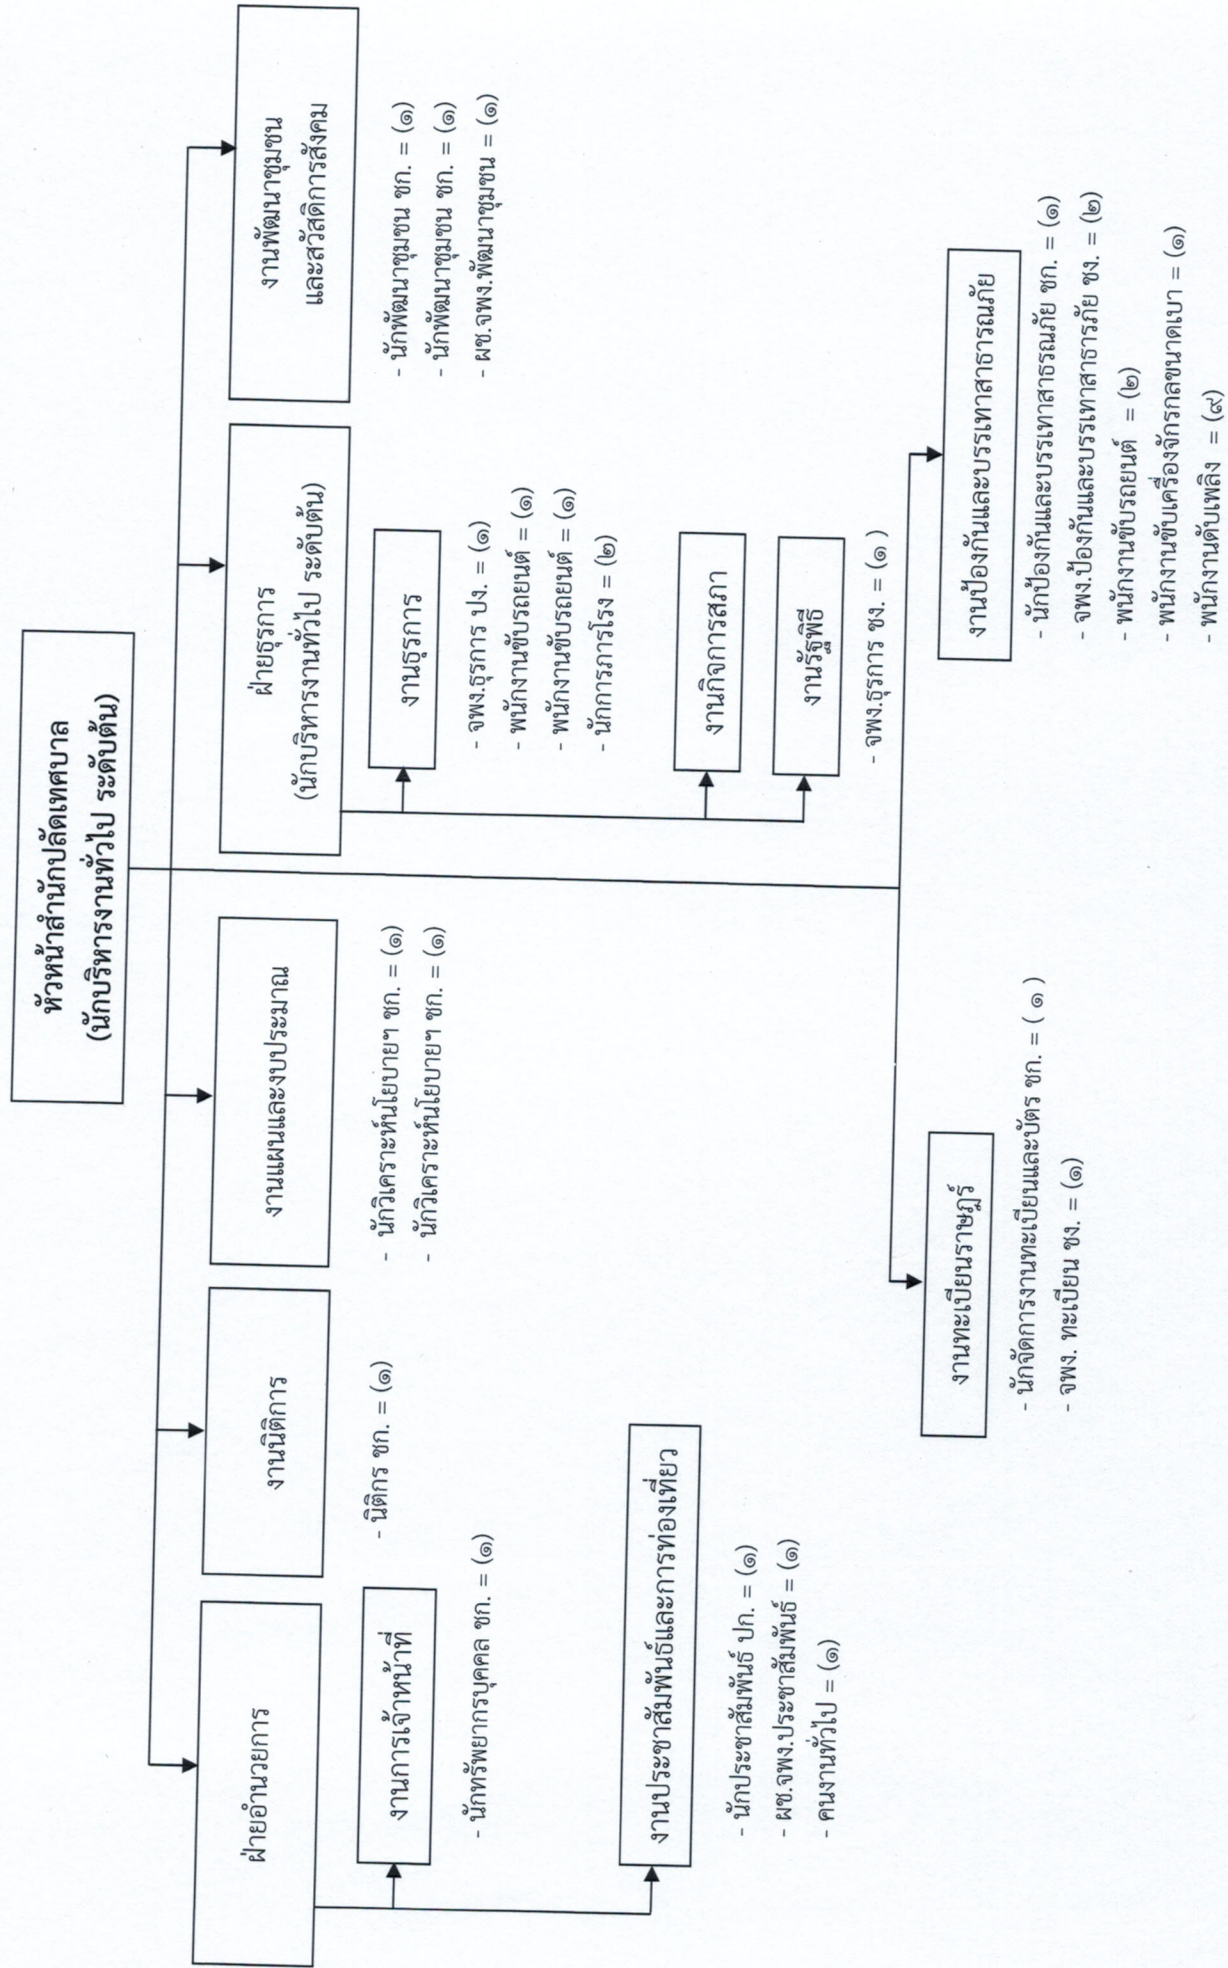 หัวหน้าสำนักปลัดเทศบาล
(นักบริหารงานทั่วไป ระดับต้น)
ฝ่ายอำนวยการ
งานการเจ้าหน้าที่
- นักทรัพยากรบุคคล ชก. = (๑)
งานประชาสัมพันธ์และการท่องเที่ยว
- นักประชาสัมพันธ์ ปก. = (๑)
- ผช.จพง.ประชาสัมพันธ์ = (๑)
- คนงานทั่วไป = (๑)
งานนิติการ
- นิติกร ชก. = (๑)
งานแผนและงบประมาณ
- นักวิเคราะห์นโยบายฯ ชก. = (๑)
- นักวิเคราะห์นโยบายฯ ชก. = (๑)
ฝ่ายธุรการ
(นักบริหารงานทั่วไป ระดับต้น)
งานธุรการ
- จพง.ธุรการ ปง. = (๑)
- พนักงานขับรถยนต์ = (๑)
- พนักงานขับรถยนต์ = (๑)
- นักการภารโรง = (๒)
งานกิจการสภา
งานรัฐพิธี
- จพง.ธุรการ ชง. = (๑ )
งานพัฒนาชุมชน
และสวัสดิการสังคม
- นักพัฒนาชุมชน ชก. = (๑)
- นักพัฒนาชุมชน ชก. = (๑)
- ผช.จพง.พัฒนาชุมชน = (๑)
งานทะเบียนราษฎร์
- นักจัดการงานทะเบียนและบัตร ชก. = ( ๑ )
- จพง. ทะเบียน ชง. = (๑)
งานป้องกันและบรรเทาสาธารณภัย
- นักป้องกันและบรรเทาสาธรณภัย ชก. = (๑)
- จพง.ป้องกันและบรรเทาสาธารภัย ชง. = (๒)
- พนักงานขับรถยนต์ = (๒)
- พนักงานขับเครื่องจักรกลขนาดเบา = (๑)
- พนักงานดับเพลิง = (๙)